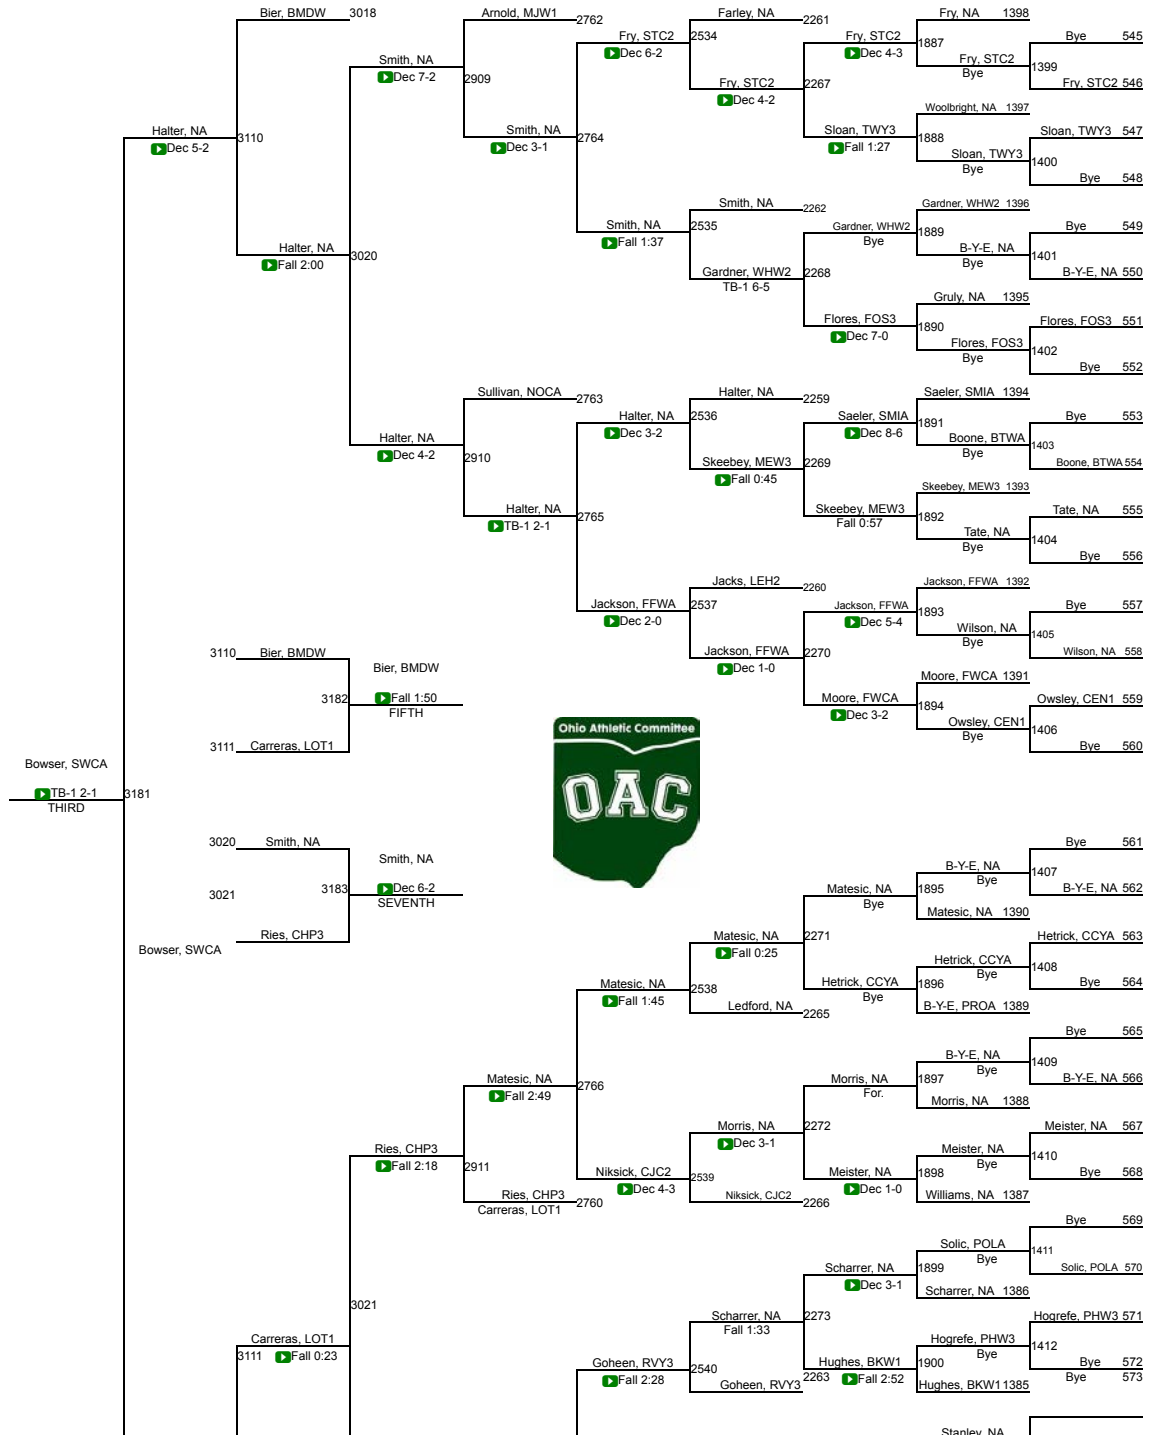 Bier, BMDW 3018 Arnold, MJW1 2762 Farley, NA 2261 Fry, NA 1398
Fry, STC2 2534 Fry, STC2 1887 Bye 545
Dec 6-2 Dec 4-3
Smith, NA Fry, STC2 1399
Dec 7-2 2909 Bye
Fry, STC2 2267 Fry, STC2 546
Dec 4-2
Woolbright, NA 1397
Halter, NA 3110 Smith, NA 2764 Sloan, TWY3 1888 Sloan, TWY3 547
Dec 5-2 Dec 3-1 Fall 1:27
Sloan, TWY3 1400
Bye
Bye 548
Smith, NA 2262 Gardner, WHW2 1396
Smith, NA 2535 Gardner, WHW2 1889 Bye 549
Fall 1:37 Bye
Halter, NA 3020 B-Y-E, NA 1401
Fall 2:00 Bye
Gardner, WHW2 2268 B-Y-E, NA 550
TB-1 6-5
Gruly, NA 1395
Flores, FOS3 1890 Flores, FOS3 551
Dec 7-0
Flores, FOS3 1402
Bye
Bye 552
Sullivan, NOCA 2763 Halter, NA 2259 Saeler, SMIA 1394
Halter, NA 2536 Saeler, SMIA 1891 Bye 553
Dec 3-2 Dec 8-6
Halter, NA Boone, BTWA 1403
Dec 4-2 2910 Bye
Skeebey, MEW3 2269 Boone, BTWA 554
Fall 0:45
Skeebey, MEW3 1393
Halter, NA 2765 Skeebey, MEW3 1892 Tate, NA 555
TB-1 2-1 Fall 0:57
Tate, NA 1404
Bye
Bye 556
Jacks, LEH2 2260 Jackson, FFWA 1392
Jackson, FFWA 2537 Jackson, FFWA 1893 Bye 557
Dec 2-0 Dec 5-4
Wilson, NA 1405
Bye
3110 Bier, BMDW Jackson, FFWA 2270 Wilson, NA 558
Bier, BMDW Dec 1-0
Moore, FWCA 1391
3182 Fall 1:50 Moore, FWCA 1894 Owsley, CEN1 559
FIFTH Dec 3-2
Owsley, CEN1 1406
Bye
3111 Carreras, LOT1 Bye 560
Ohio Athletic Committee
OAC
Bowser, SWCA
TB-1 2-1 3181
THIRD
3020 Smith, NA Bye 561
Smith, NA
B-Y-E, NA 1407
Bye
3021 3183 Dec 6-2 Matesic, NA 1895 B-Y-E, NA 562
SEVENTH Bye
Matesic, NA 1390
Bowser, SWCA Ries, CHP3 Matesic, NA 2271 Hetrick, CCYA 563
Fall 0:25
Hetrick, CCYA 1408
Bye
Matesic, NA 2538 Hetrick, CCYA 1896 Bye 564
Fall 1:45 Bye
Ledford, NA 2265 B-Y-E, PROA 1389
Bye 565
B-Y-E, NA 1409
Bye
Matesic, NA 2766 Morris, NA 1897 B-Y-E, NA 566
Fall 2:49 For.
Morris, NA 1388
Morris, NA 2272 Meister, NA 567
Dec 3-1
Ries, CHP3 Meister, NA 1410
Fall 2:18 2911 Bye
Niksick, CJC2 2539 Meister, NA 1898 Bye 568
Dec 4-3 Dec 1-0
Ries, CHP3 2760 Niksick, CJC2 2266 Williams, NA 1387
Carreras, LOT1
Bye 569
Solic, POLA 1411
Bye
Scharrer, NA 1899 Solic, POLA 570
Dec 3-1
Scharrer, NA 1386
3021
Scharrer, NA 2273 Hogrefe, PHW3 571
Fall 1:33
Carreras, LOT1 Hogrefe, PHW3 1412
3111 Fall 0:23 Bye
Goheen, RVY3 2540 Hughes, BKW1 1900 Bye 572
Fall 2:28 2263 Fall 2:52 Bye 573
Goheen, RVY3 Hughes, BKW1 1385
Stanley, NA